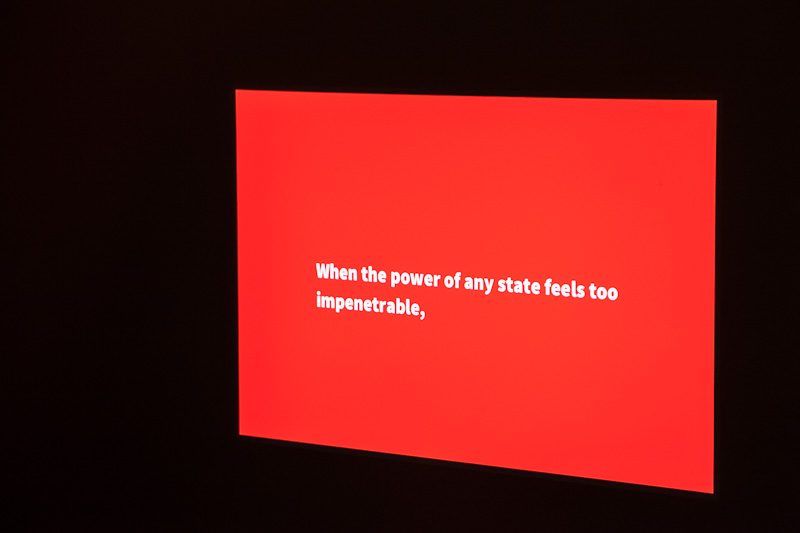 When the power of any state feels too
impenetrable,